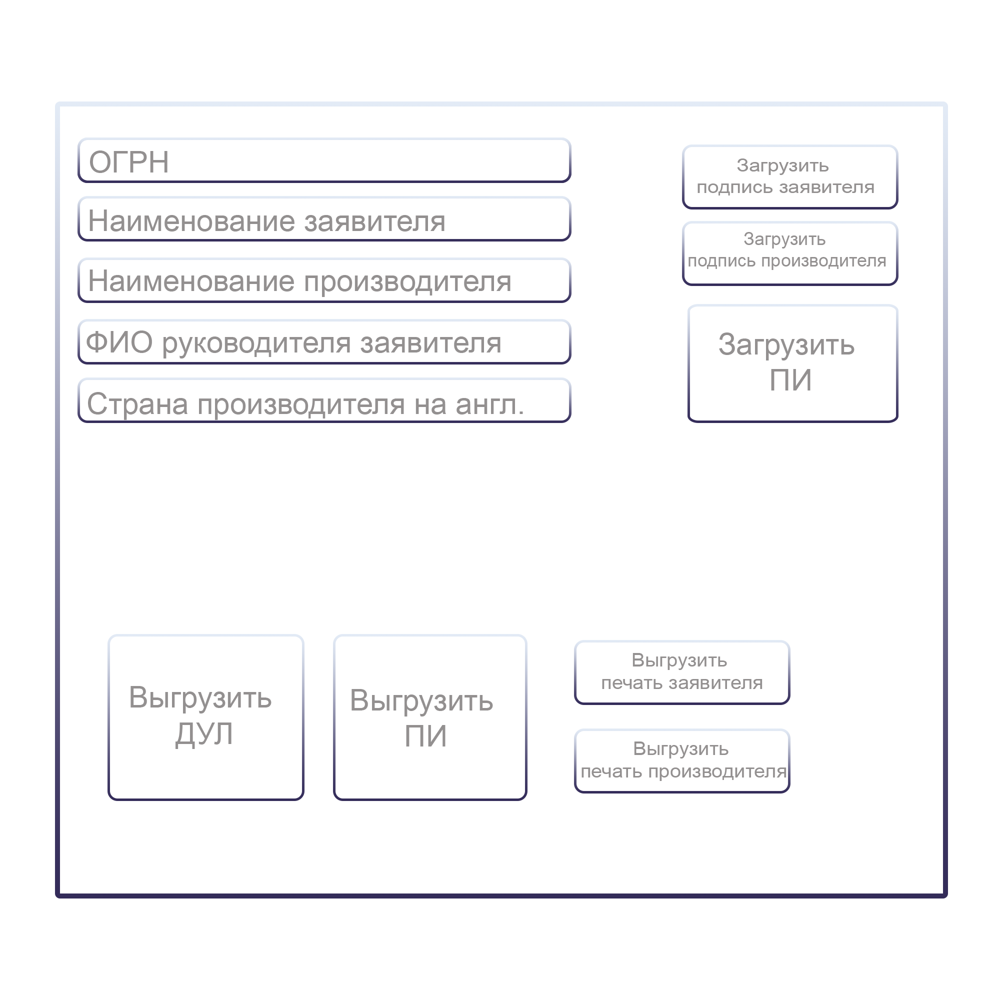 ОГРН
Наименование заявителя
Наименование производителя
ФИО руководителя заявителя
Страна производителя на англ.
Загрузить
подпись заявителя
Загрузить
подпись производителя
Загрузить
ПИ
Выгрузить
ДУЛ
Выгрузить
ПИ
Выгрузить
печать заявителя
Выгрузить
печать производителя